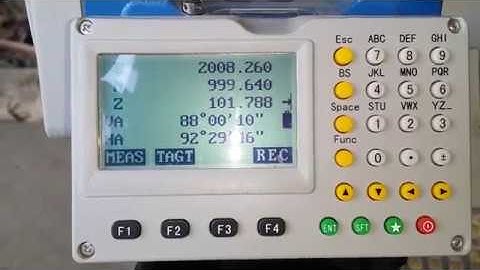 2008.260
Y 999.640
Z 101.788
VA 88°00'10"
HA 92°29'16"
MEAS TAGT REC
F1 F2 F3 F4
Esc ABC DEF GHI
7 8 9
BS JKL MNO PQR
4 5 6
Space STU VWX YZ_
1 2 3
Func
0 • ±
ENT SFT